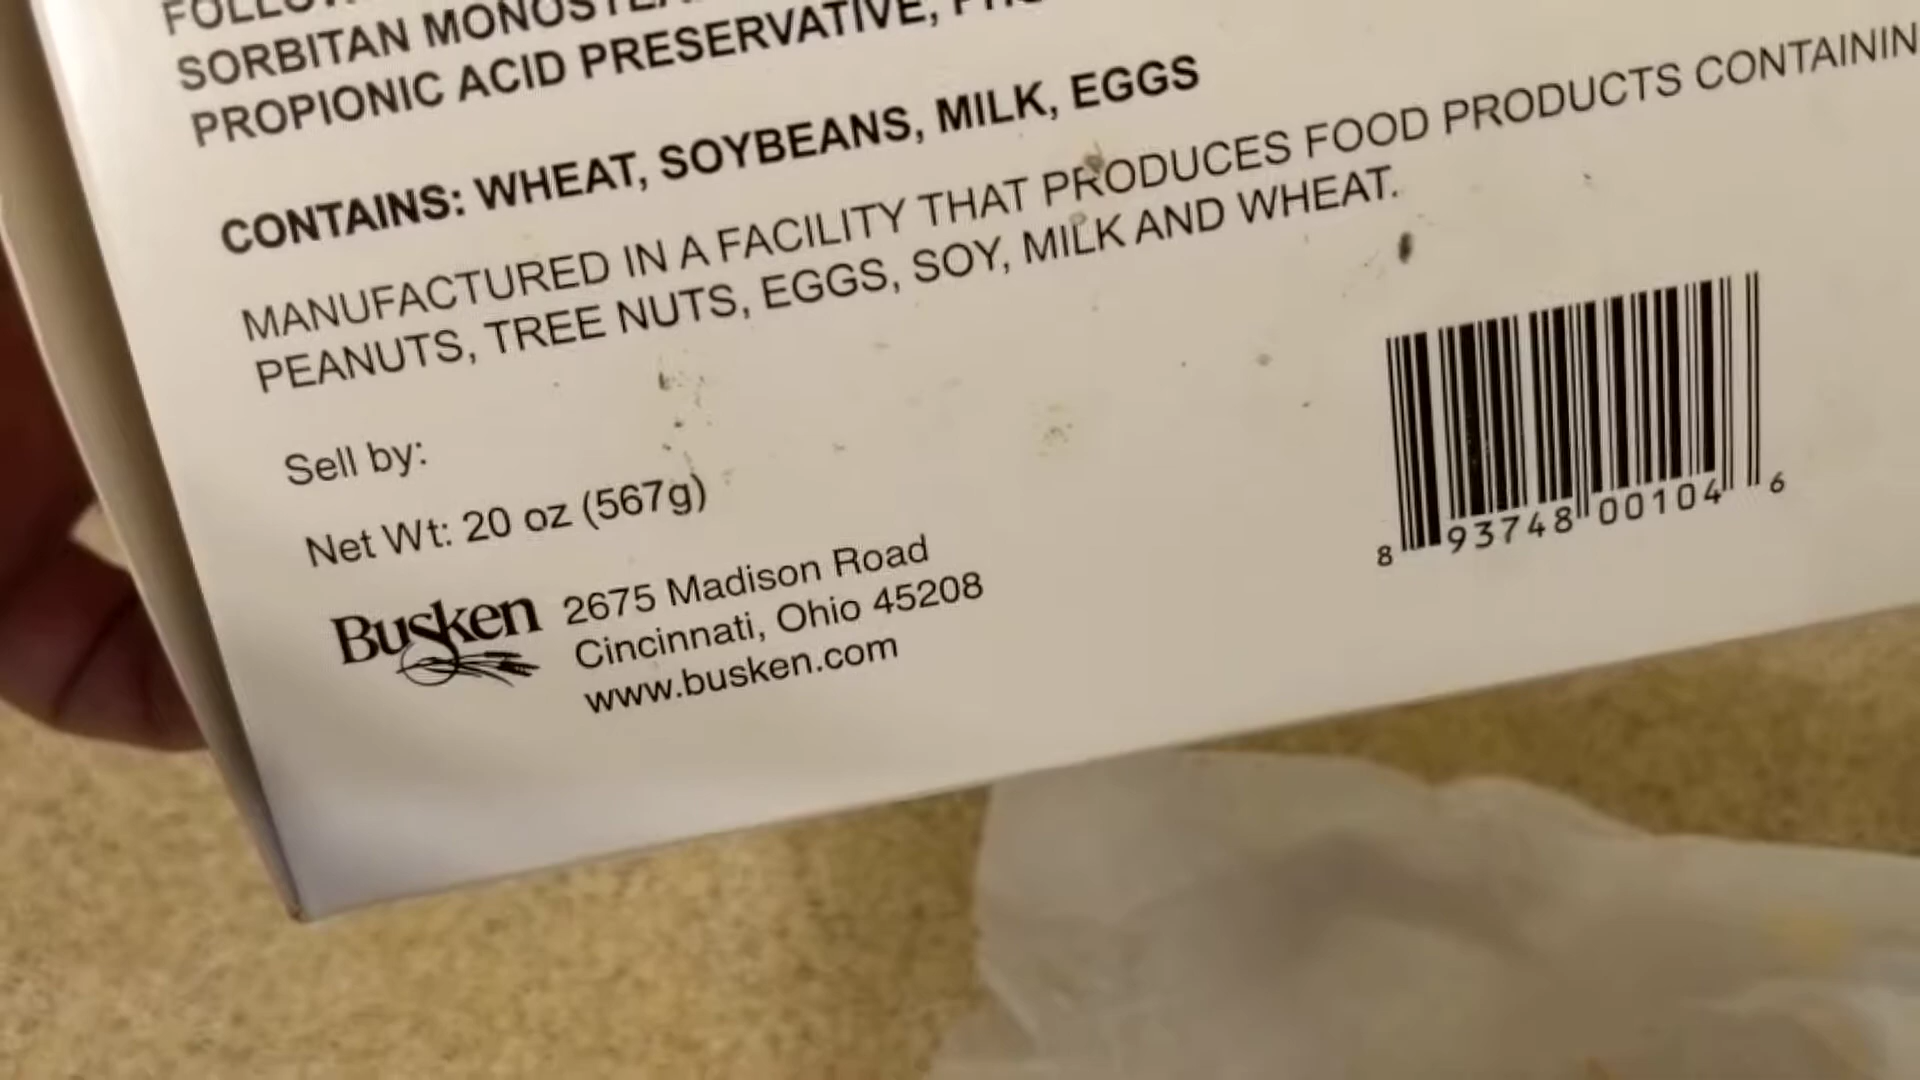 SORBITAN
PROPIONIC ACID PRESERVATIVE,
CONTAINS: WHEAT, SOYBEANS, MILK, EGGS
MANUFACTURED IN A FACILITY THAT PRODUCES FOOD PRODUCTS
PEANUTS, TREE NUTS, EGGS, SOY, MILK AND WHEAT.
Sell by:
Net Wt: 20 oz (567g)
Busken
2675 Madison Road
Cincinnati, Ohio 45208
www.busken.com
8 93748 00104 6